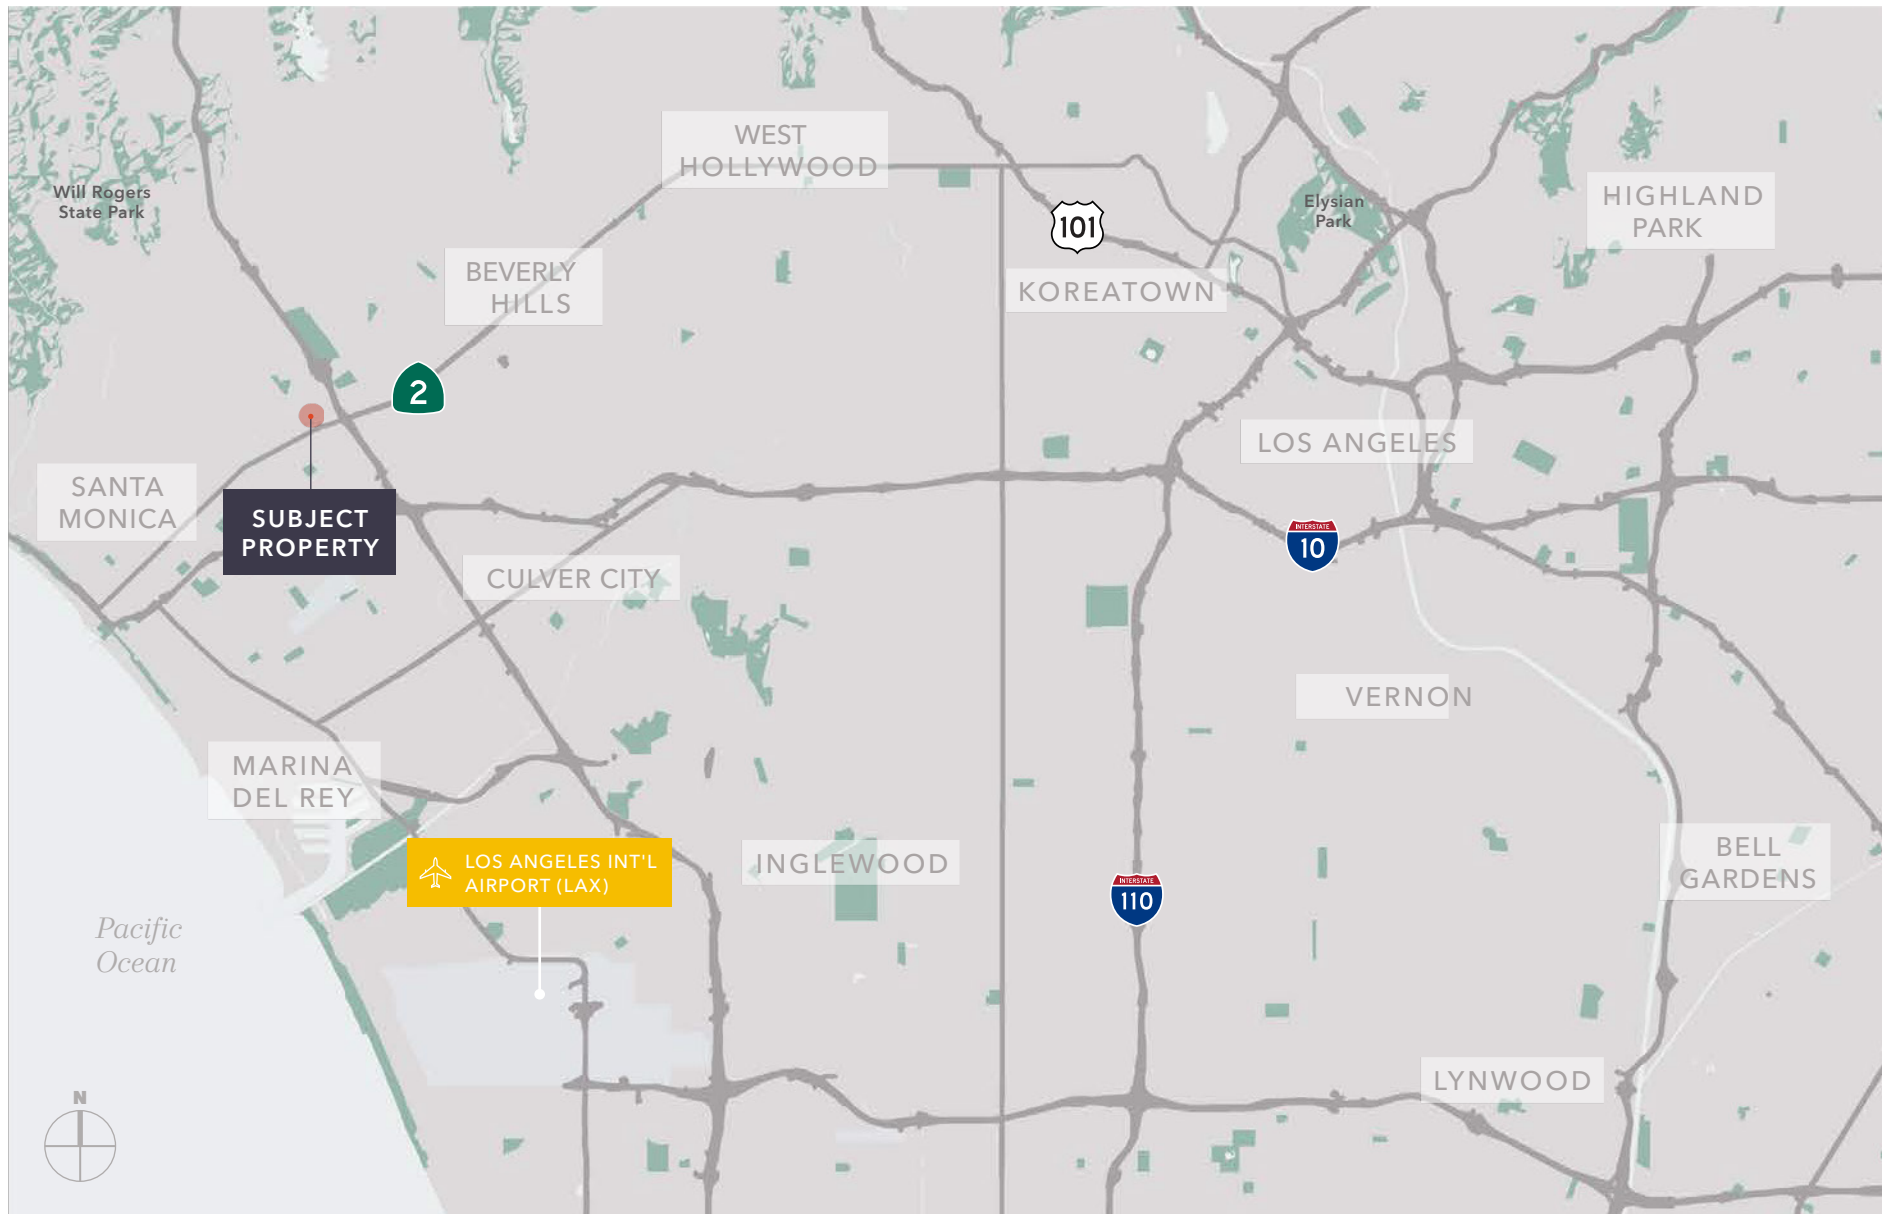 WEST
HOLLYWOOD
Will Rogers
State Park
HIGHLAND
PARK
Elysian
Park
101
BEVERLY
HILLS
KOREATOWN
2
LOS ANGELES
SANTA
MONICA
SUBJECT
PROPERTY
INTERSTATE
10
CULVER CITY
VERNON
MARINA
DEL REY
LOS ANGELES INT'L
AIRPORT (LAX)
INGLEWOOD
BELL
GARDENS
INTERSTATE
110
Pacific
Ocean
LYNWOOD
N